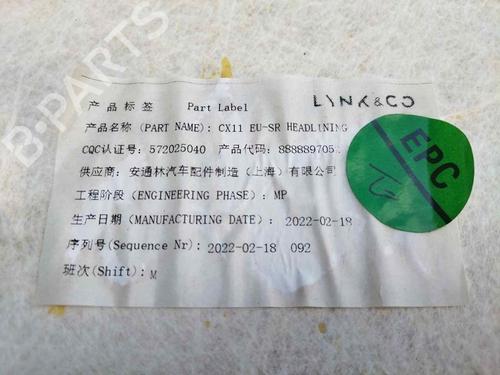 产品标签 Part Label LYNK&CO
产品名称 (PART NAME): CX11 EU-SR HEADLINING
CQC认证号: 572025040 产品代码: 888889705
供应商: 安通林汽车配件制造（上海）有限公司
工程阶段 (ENGINEERING PHASE): MP
生产日期 (MANUFACTURING DATE): 2022-02-18
序列号(Sequence Nr): 2022-02-18 092
班次(Shift): M
EPC
B-PARTS